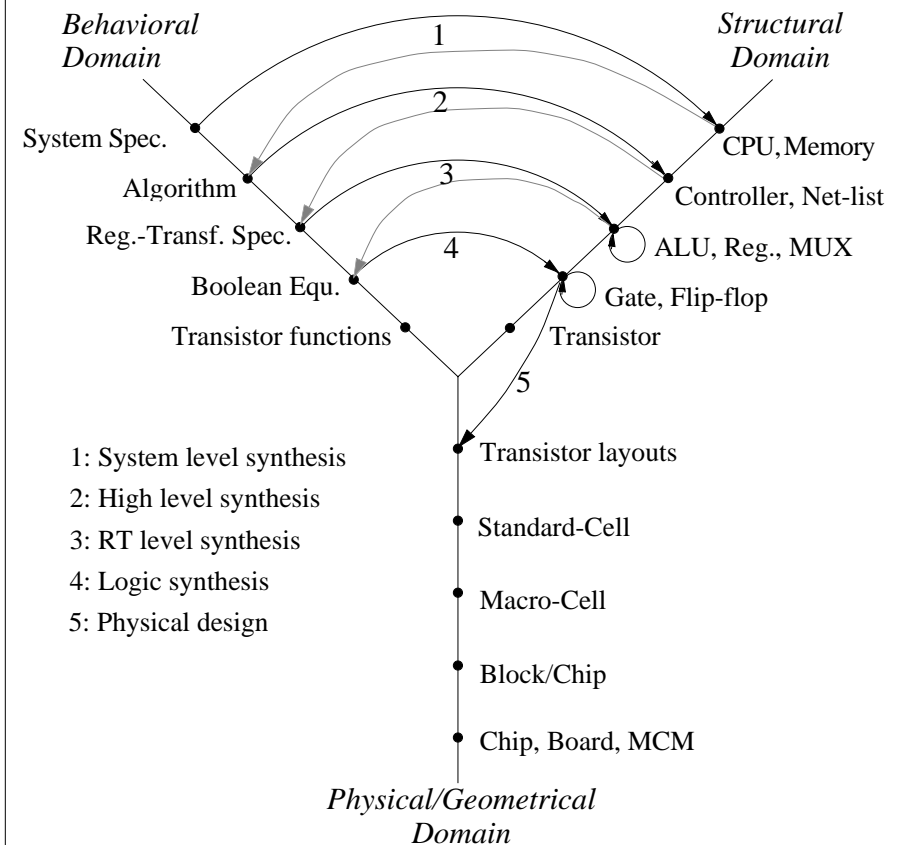 Behavioral
Domain
Structural
Domain
1
2
3
4
5
System Spec.
Algorithm
Reg.-Transf. Spec.
Boolean Equ.
Transistor functions
CPU, Memory
Controller, Net-list
ALU, Reg., MUX
Gate, Flip-flop
Transistor
1: System level synthesis
2: High level synthesis
3: RT level synthesis
4: Logic synthesis
5: Physical design
Transistor layouts
Standard-Cell
Macro-Cell
Block/Chip
Chip, Board, MCM
Physical/Geometrical
Domain